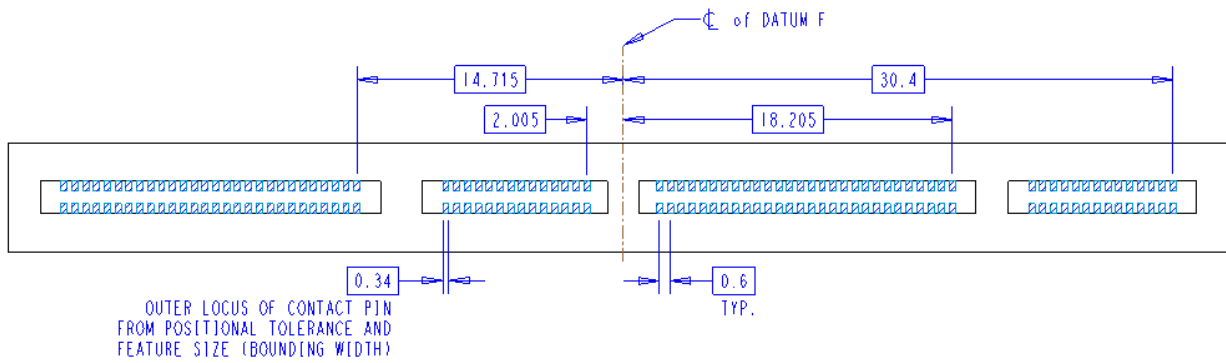 ℄ of DATUM F
14.715
30.4
2.005
18.205
0.34
0.6
OUTER LOCUS OF CONTACT PIN
FROM POSITIONAL TOLERANCE AND
FEATURE SIZE (BOUNDING WIDTH)
TYP.